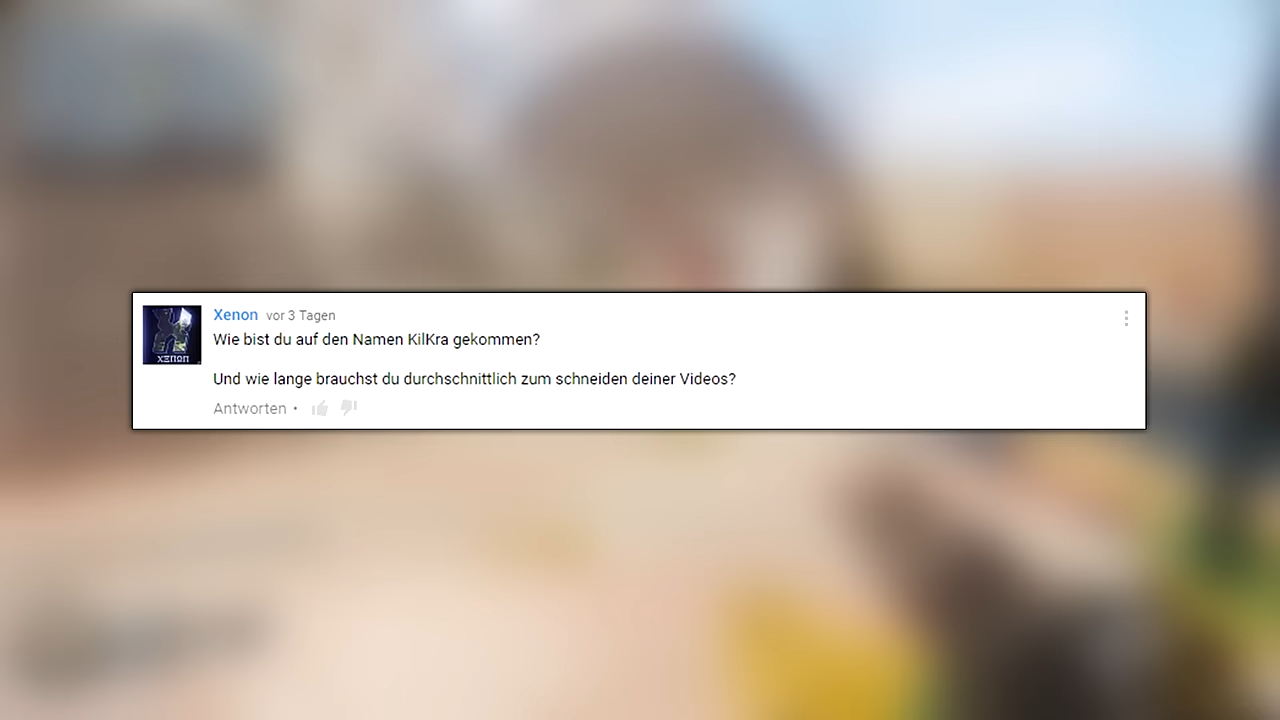 Xenon vor 3 Tagen
Wie bist du auf den Namen KilKra gekommen?
Und wie lange brauchst du durchschnittlich zum schneiden deiner Videos?
Antworten •
XΞΠΩΠ